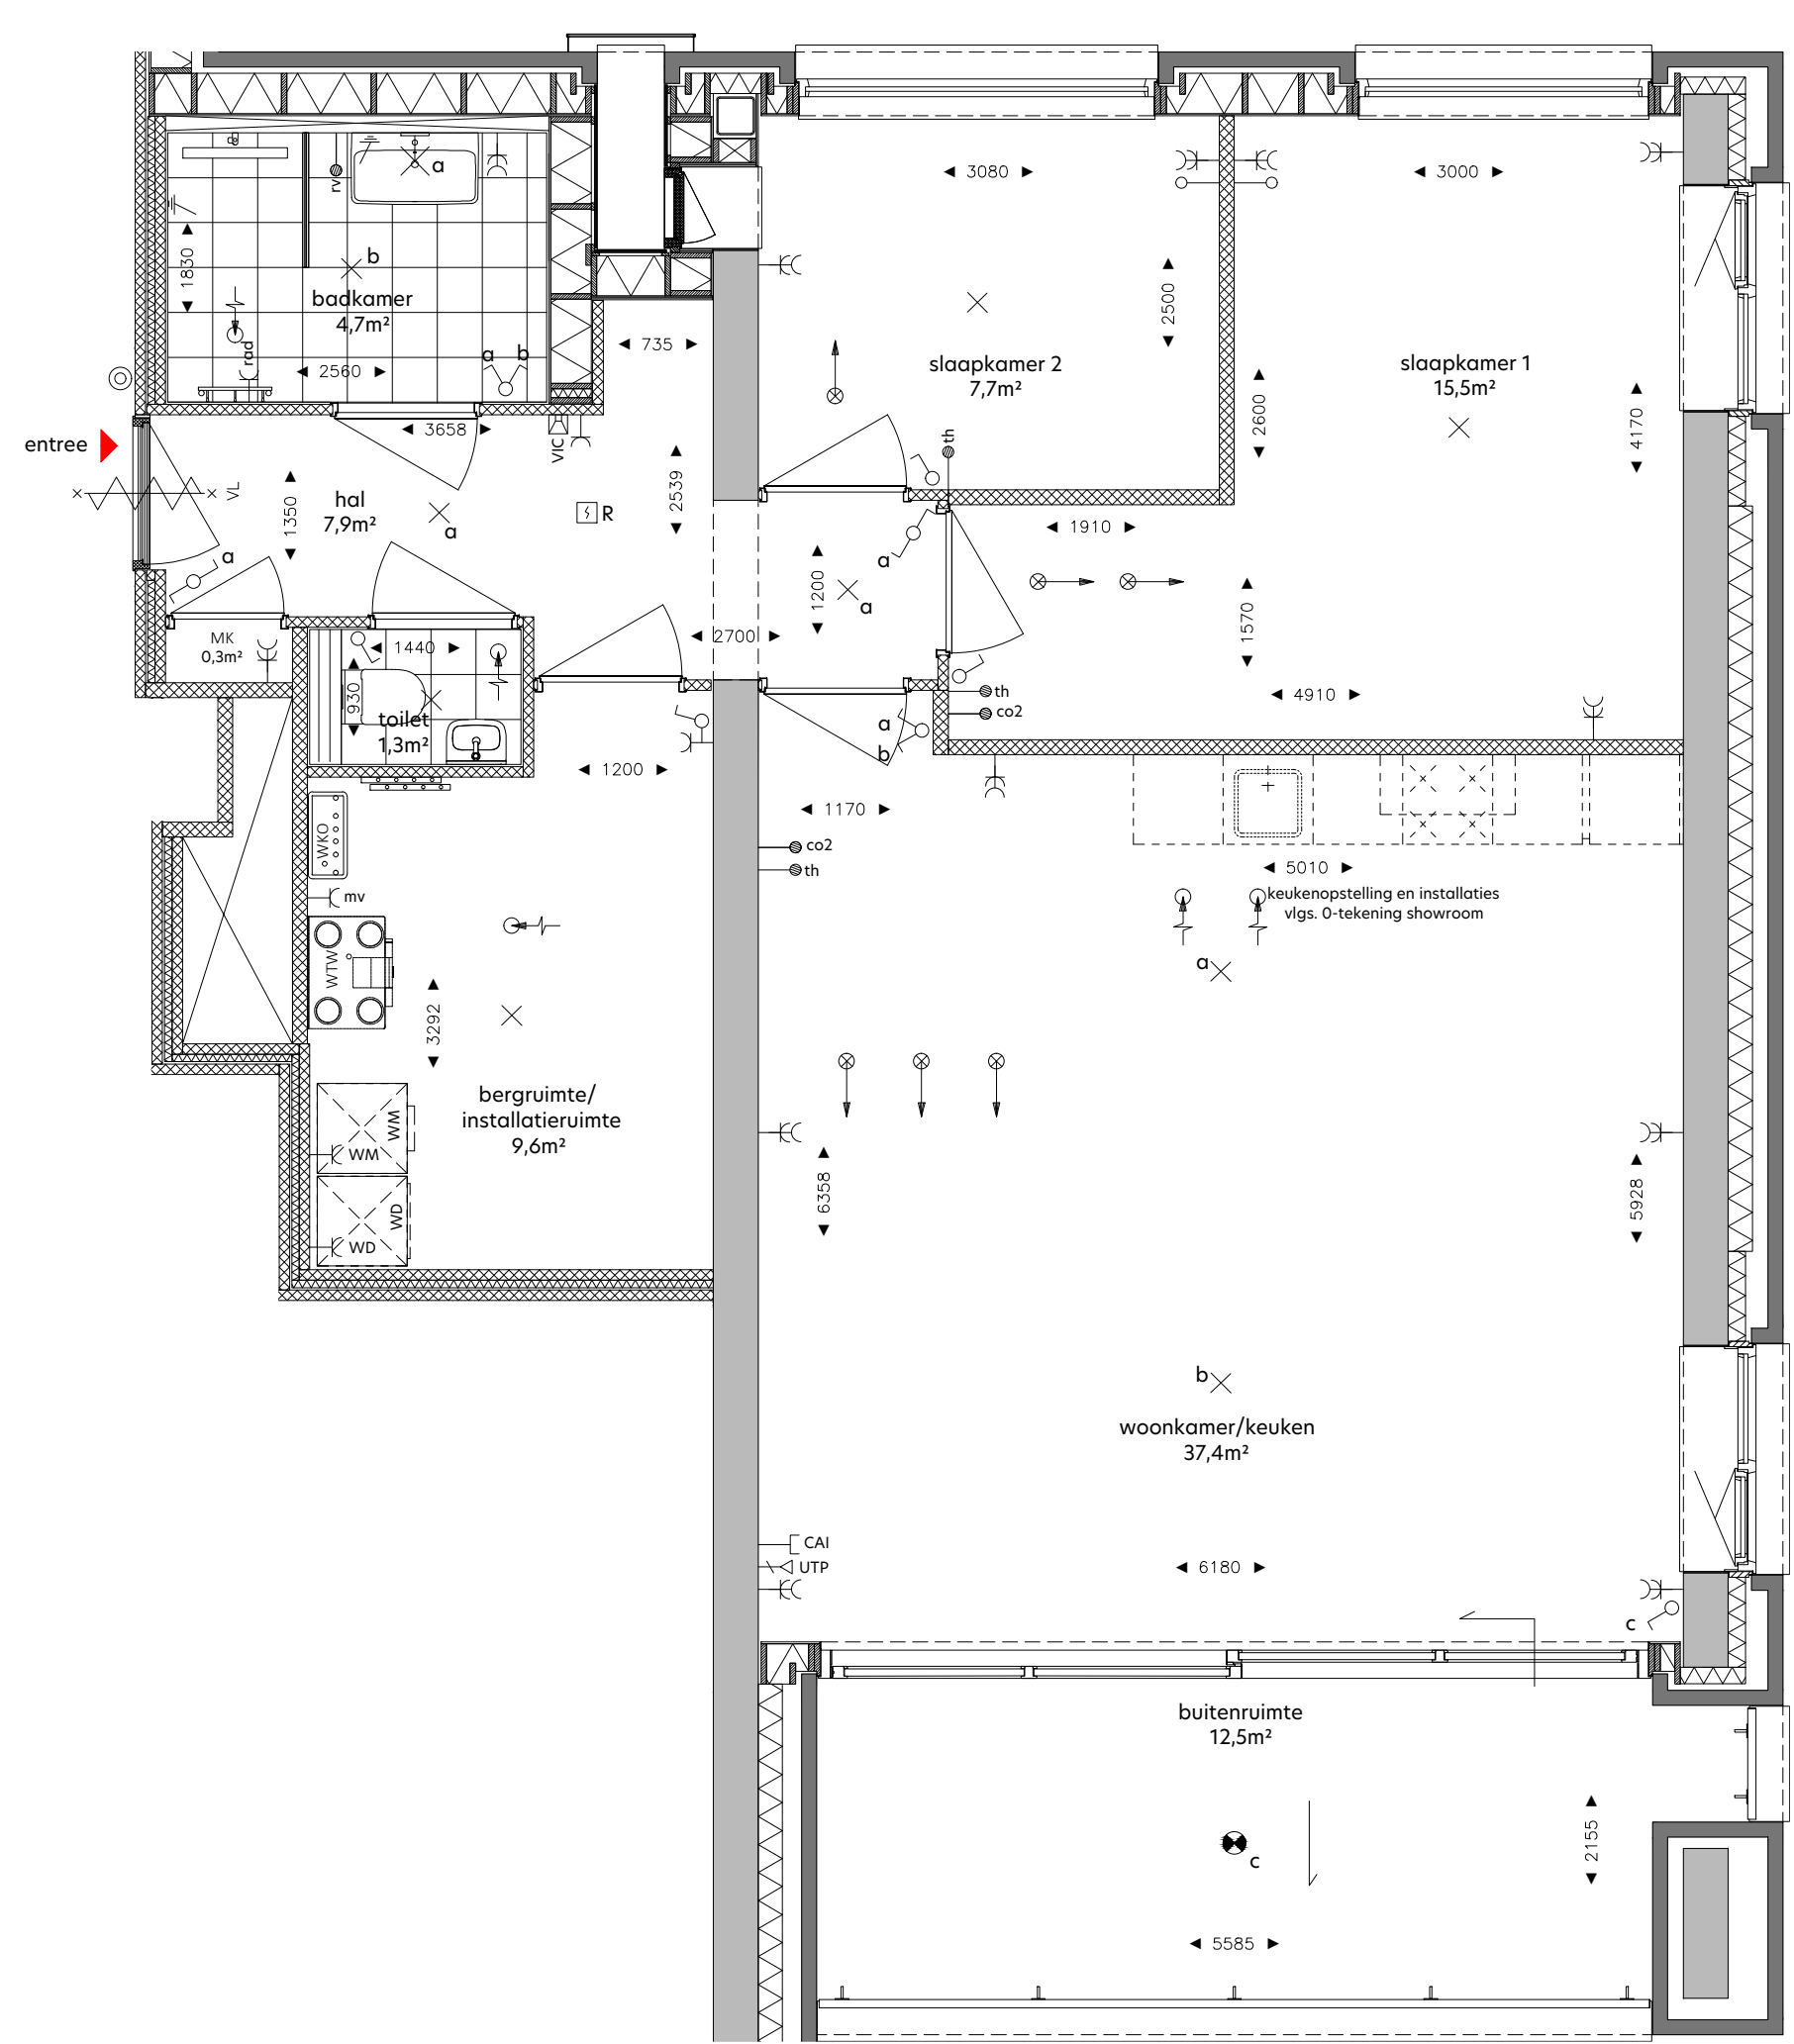 a
rv
b
badkamer
4,7m²
1830
rad
2560
a b
735
3080
3000
2500
slaapkamer 2
7,7m²
slaapkamer 1
15,5m²
2600
4170
entree
3658
VIC
th
VL
hal
7,9m²
1350
a
R
2539
a
1910
a
1200
a
1570
MK
0,3m²
1440
930
toilet
1,3m²
2700
th
co2
4910
a
b
1200
1170
WKO
co2
th
5010
keukenopstelling en installaties
vlgs. 0-tekening showroom
mv
WTW
a
3292
bergruimte/
installatieruimte
9,6m²
WM
WM
WD
WD
6358
5928
b
woonkamer/keuken
37,4m²
CAI
UTP
6180
c
buitenruimte
12,5m²
2155
c
5585